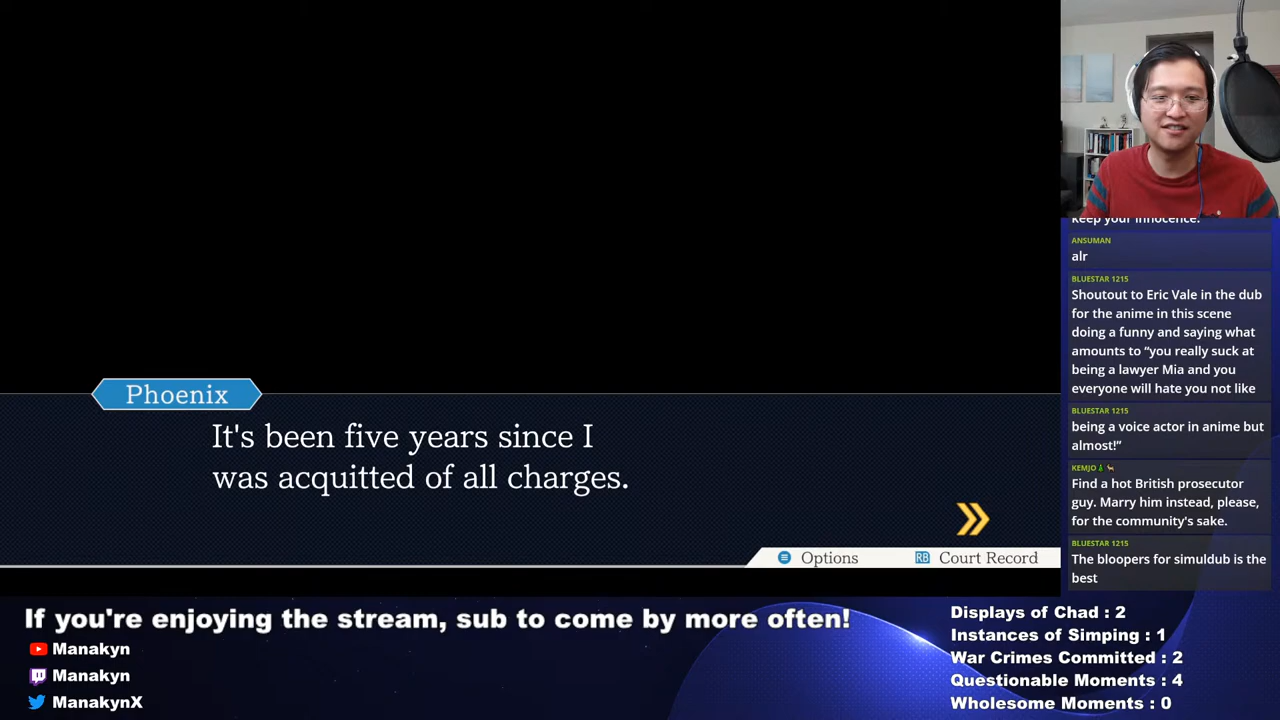 keep your innocence.
ANSUMAN
alr
BLUESTAR 1215
Shoutout to Eric Vale in the dub
for the anime in this scene
doing a funny and saying what
amounts to “you really suck at
being a lawyer Mia and you
everyone will hate you not like
BLUESTAR 1215
being a voice actor in anime but
almost!”
KEMJO
Find a hot British prosecutor
guy. Marry him instead, please,
for the community's sake.
BLUESTAR 1215
The bloopers for simuldub is the
best
Phoenix
It's been five years since I
was acquitted of all charges.
Options
RB Court Record
If you're enjoying the stream, sub to come by more often!
Manakyn
Manakyn
ManakynX
Displays of Chad : 2
Instances of Simping : 1
War Crimes Committed : 2
Questionable Moments : 4
Wholesome Moments : 0